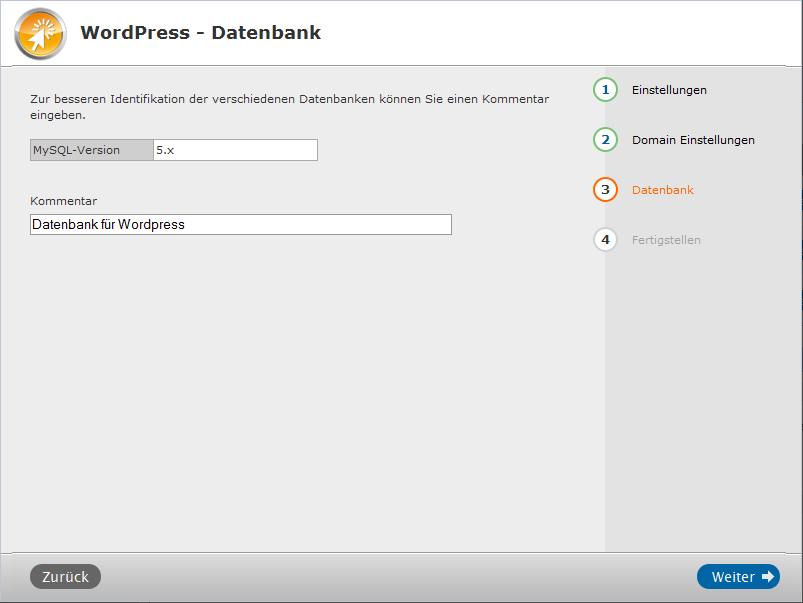 WordPress - Datenbank
Zur besseren Identifikation der verschiedenen Datenbanken können Sie einen Kommentar
eingeben.
MySQL-Version 5.x
Kommentar
Datenbank für Wordpress
1 Einstellungen
2 Domain Einstellungen
3 Datenbank
4 Fertigstellen
Zurück
Weiter